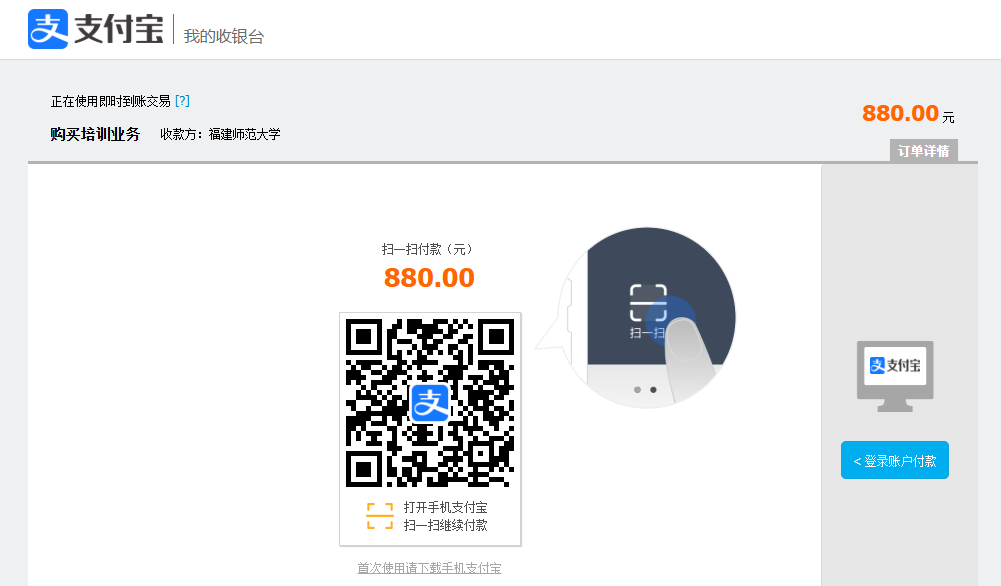 支付宝 我的收银台
正在使用即时到账交易 [?]
购买培训业务 收款方：福建师范大学
880.00 元
订单详情
扫一扫付款（元）
880.00
扫一扫
支
打开手机支付宝
扫一扫继续付款
首次使用请下载手机支付宝
支付宝
< 登录账户付款